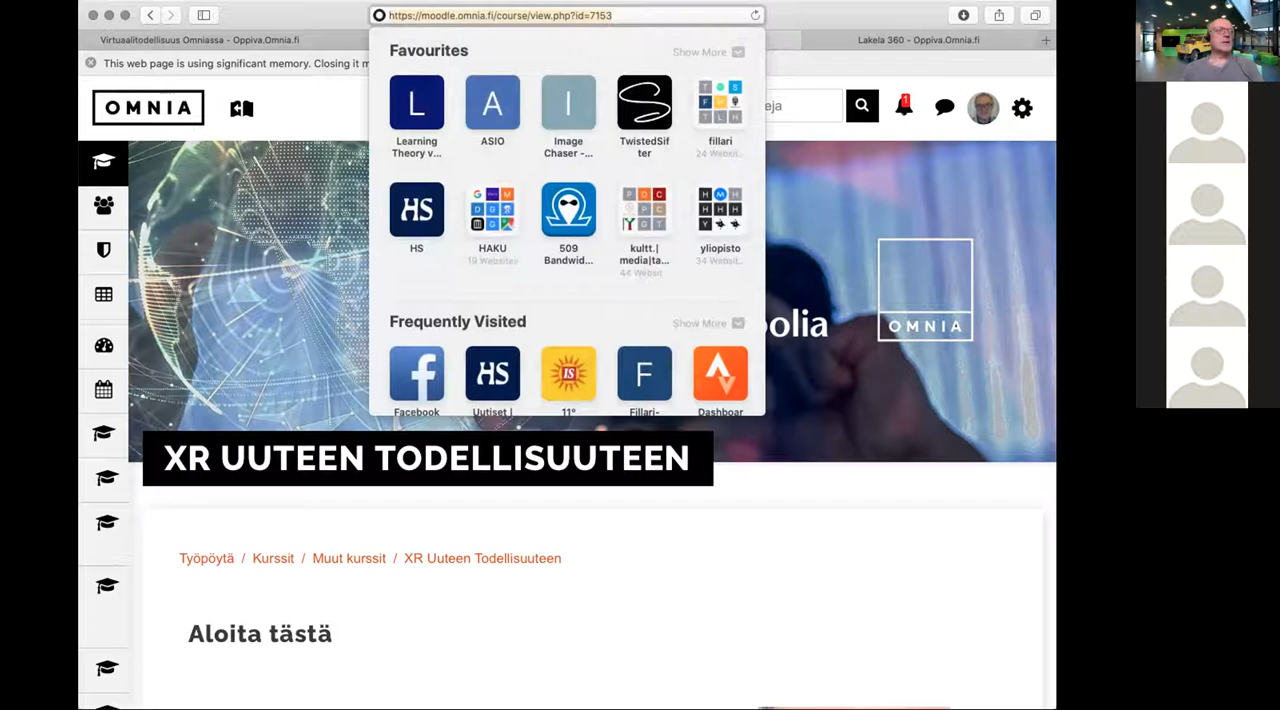 https://moodle.omnia.fi/course/view.php?id=7153
Virtuaalitodellisuus Omniassa - Oppiva.Omnia.fi
Lakela 360 - Oppiva.Omnia.fi
This web page is using significant memory. Closing it m
Favourites
Show More
OMNIA
eja
1
L
A
I
Learning Theory v...
ASIO
Image Chaser -...
TwistedSifter
fillari
24 Websit...
HS
HS
HAKU
19 Websites
509 Bandwid...
kultt.| media|ta...
44 Websit
yliopisto
34 Websit...
olia
OMNIA
Frequently Visited
Show More
f
HS
IS
F
Facebook
Uutiset |
11°
Fillari-
Dashboar
XR UUTEEN TODELLISUUTEEN
Työpöytä / Kurssit / Muut kurssit / XR Uuteen Todellisuuteen
Aloita tästä